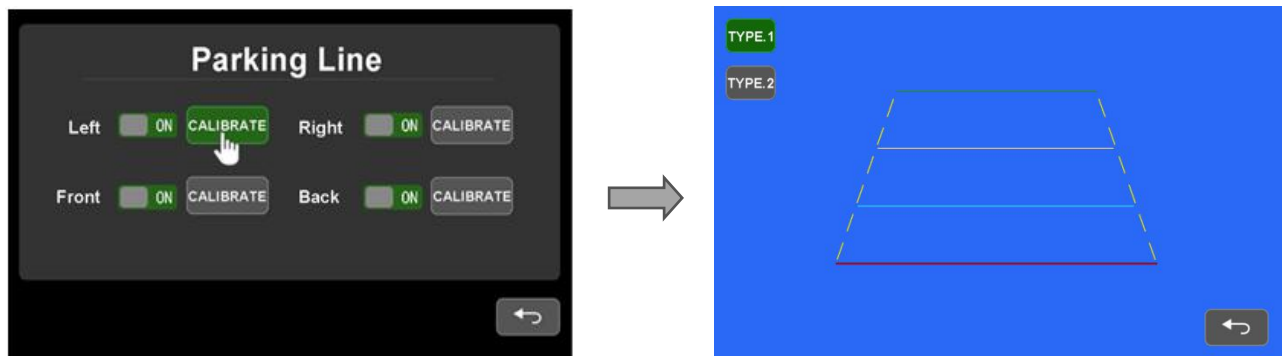 Parking Line
Left ON CALIBRATE Right ON CALIBRATE
Front ON CALIBRATE Back ON CALIBRATE
TYPE.1
TYPE.2